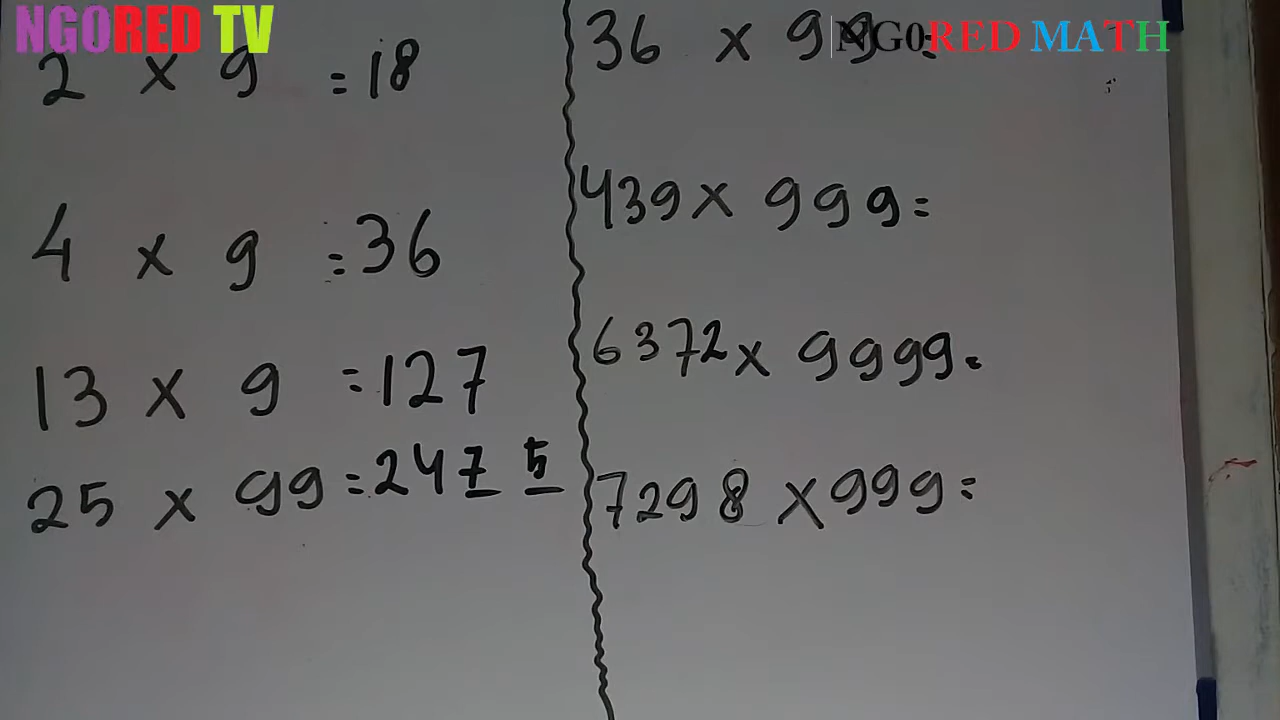 NGORED TV
2 x 9 = 18
4 x 9 = 36
13 x 9 = 127
25 x 99 = 247 5
NG0RED MATH
36 x 99 =
439 x 999 =
6372 x 9999 =
7298 x 999 =